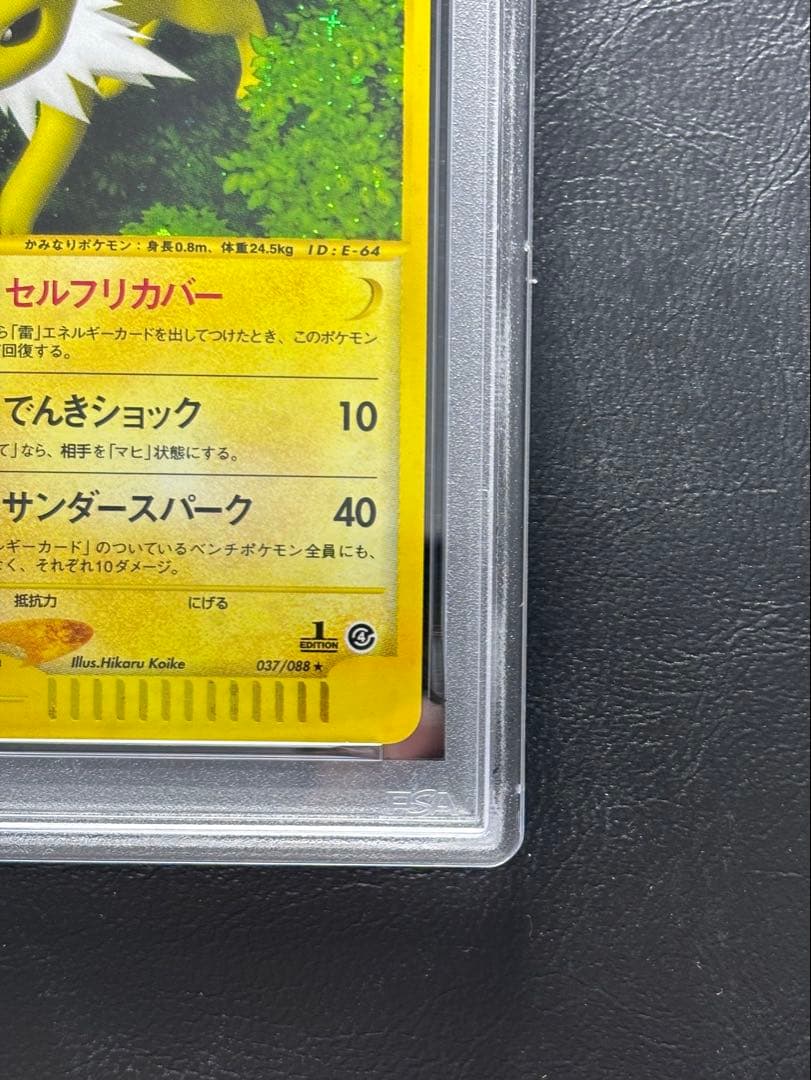 かみなりポケモン：身長0.8m、体重24.5kg ID:E-64
セルフリカバー
「雷」エネルギーカードを出してつけたとき、このポケモン
回復する。
でんきショック 10
て」なら、相手を「マヒ」状態にする。
サンダースパーク 40
ルギーカード」のついているベンチポケモン全員にも、
く、それぞれ10ダメージ。
抵抗力 にげる
1 EDITION 4
Illus.Hikaru Koike 037/088 ★
PSA